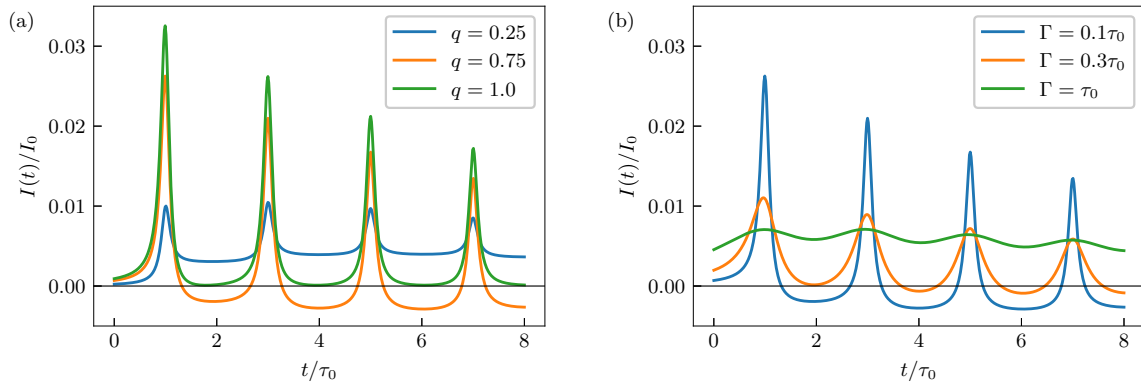 (a)
I(t)/I₀
0.03
0.02
0.01
0.00
0 2 4 6 8
t/τ₀
q = 0.25
q = 0.75
q = 1.0
(b)
I(t)/I₀
0.03
0.02
0.01
0.00
0 2 4 6 8
t/τ₀
Γ = 0.1τ₀
Γ = 0.3τ₀
Γ = τ₀